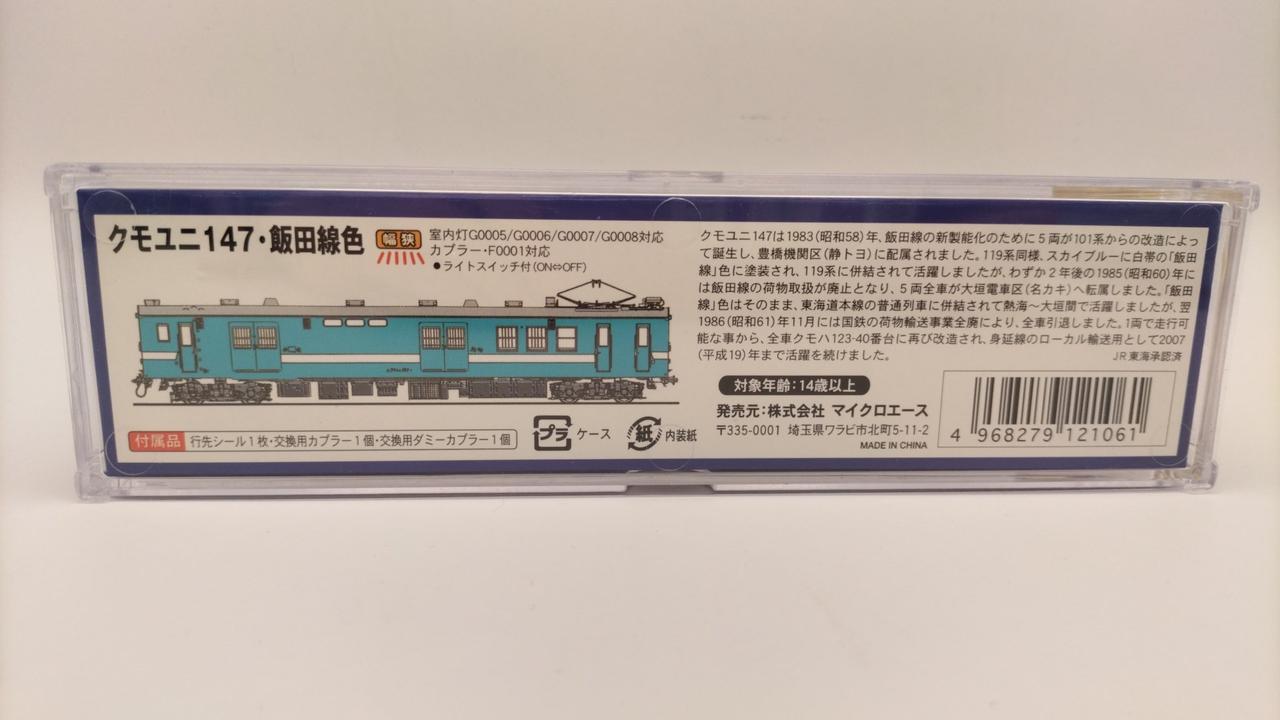 クモユニ147・飯田線色
幅狭
室内灯G0005/G0006/G0007/G0008対応
カプラー・F0001対応
●ライトスイッチ付(ON⇔OFF)
付属品 行先シール1枚・交換用カプラー1個・交換用ダミーカプラー1個
プラ ケース
紙 内装紙
クモユニ147は1983(昭和58)年、飯田線の新製能化のために5両が101系からの改造によっ
て誕生し、豊橋機関区(静トヨ)に配属されました。119系同様、スカイブルーに白帯の「飯田
線」色に塗装され、119系に併結されて活躍しましたが、わずか2年後の1985(昭和60)年に
は飯田線の荷物取扱が廃止となり、5両全車が大垣電車区(名カキ)へ転属しました。「飯田
線」色はそのまま、東海道本線の普通列車に併結されて熱海~大垣間で活躍しましたが、翌
1986(昭和61)年11月には国鉄の荷物輸送事業全廃により、全車引退しました。1両で走行可
能な事から、全車クモハ123-40番台に再び改造され、身延線のローカル輸送用として2007
(平成19)年まで活躍を続けました。
JR東海承認済
対象年齢:14歳以上
発売元:株式会社 マイクロエース
〒335-0001 埼玉県ワラビ市北町5-11-2
MADE IN CHINA
4 968279 121061